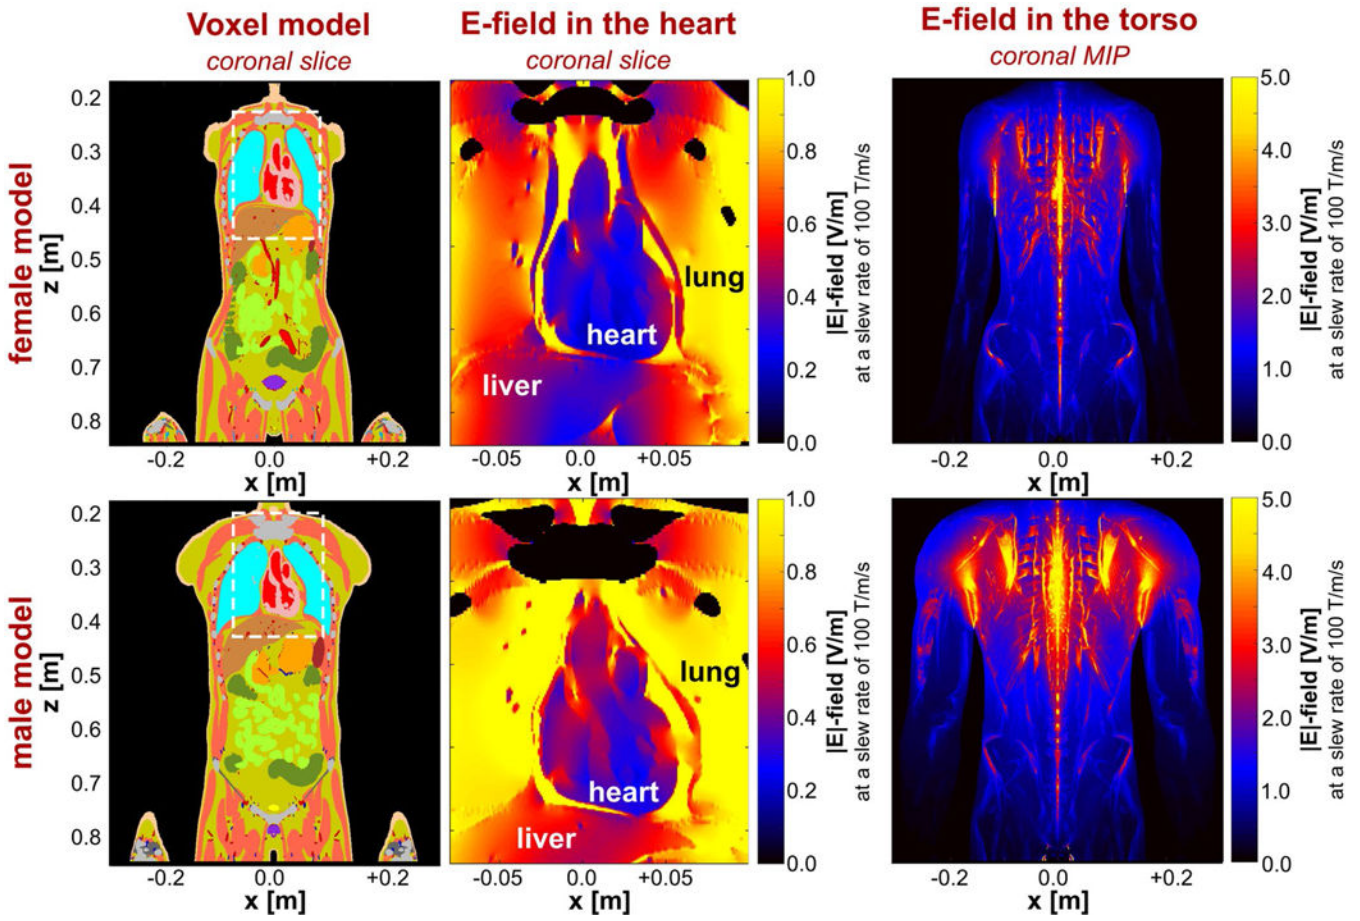 Voxel model
coronal slice
E-field in the heart
coronal slice
E-field in the torso
coronal MIP
female model
z [m]
0.2
0.3
0.4
0.5
0.6
0.7
0.8
-0.2
0.0
+0.2
x [m]
lung
heart
liver
-0.05
0.0
+0.05
x [m]
1.0
0.8
0.6
0.4
0.2
0.0
|E|-field [V/m]
at a slew rate of 100 T/m/s
-0.2
0.0
+0.2
x [m]
5.0
4.0
3.0
2.0
1.0
0.0
|E|-field [V/m]
at a slew rate of 100 T/m/s
male model
z [m]
0.2
0.3
0.4
0.5
0.6
0.7
0.8
-0.2
0.0
+0.2
x [m]
lung
heart
liver
-0.05
0.0
+0.05
x [m]
1.0
0.8
0.6
0.4
0.2
0.0
|E|-field [V/m]
at a slew rate of 100 T/m/s
-0.2
0.0
+0.2
x [m]
5.0
4.0
3.0
2.0
1.0
0.0
|E|-field [V/m]
at a slew rate of 100 T/m/s